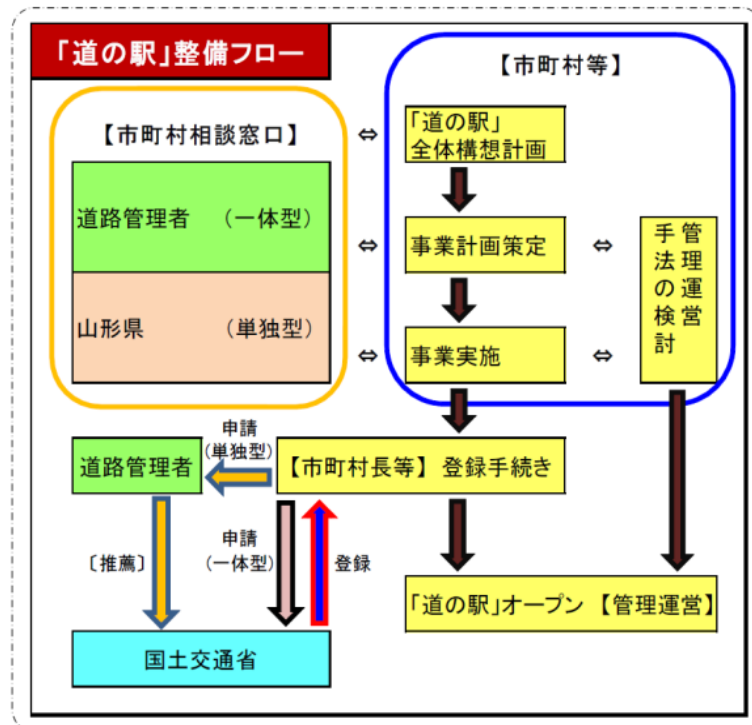 「道の駅」整備フロー
【市町村等】
【市町村相談窓口】
⇔
「道の駅」
全体構想計画
道路管理者 （一体型）
⇔
事業計画策定
⇔
管理運営
手法の検討
山形県 （単独型）
⇔
事業実施
⇔
申請
（単独型）
道路管理者
【市町村長等】登録手続き
〔推薦〕
申請
（一体型）
登録
「道の駅」オープン【管理運営】
国土交通省